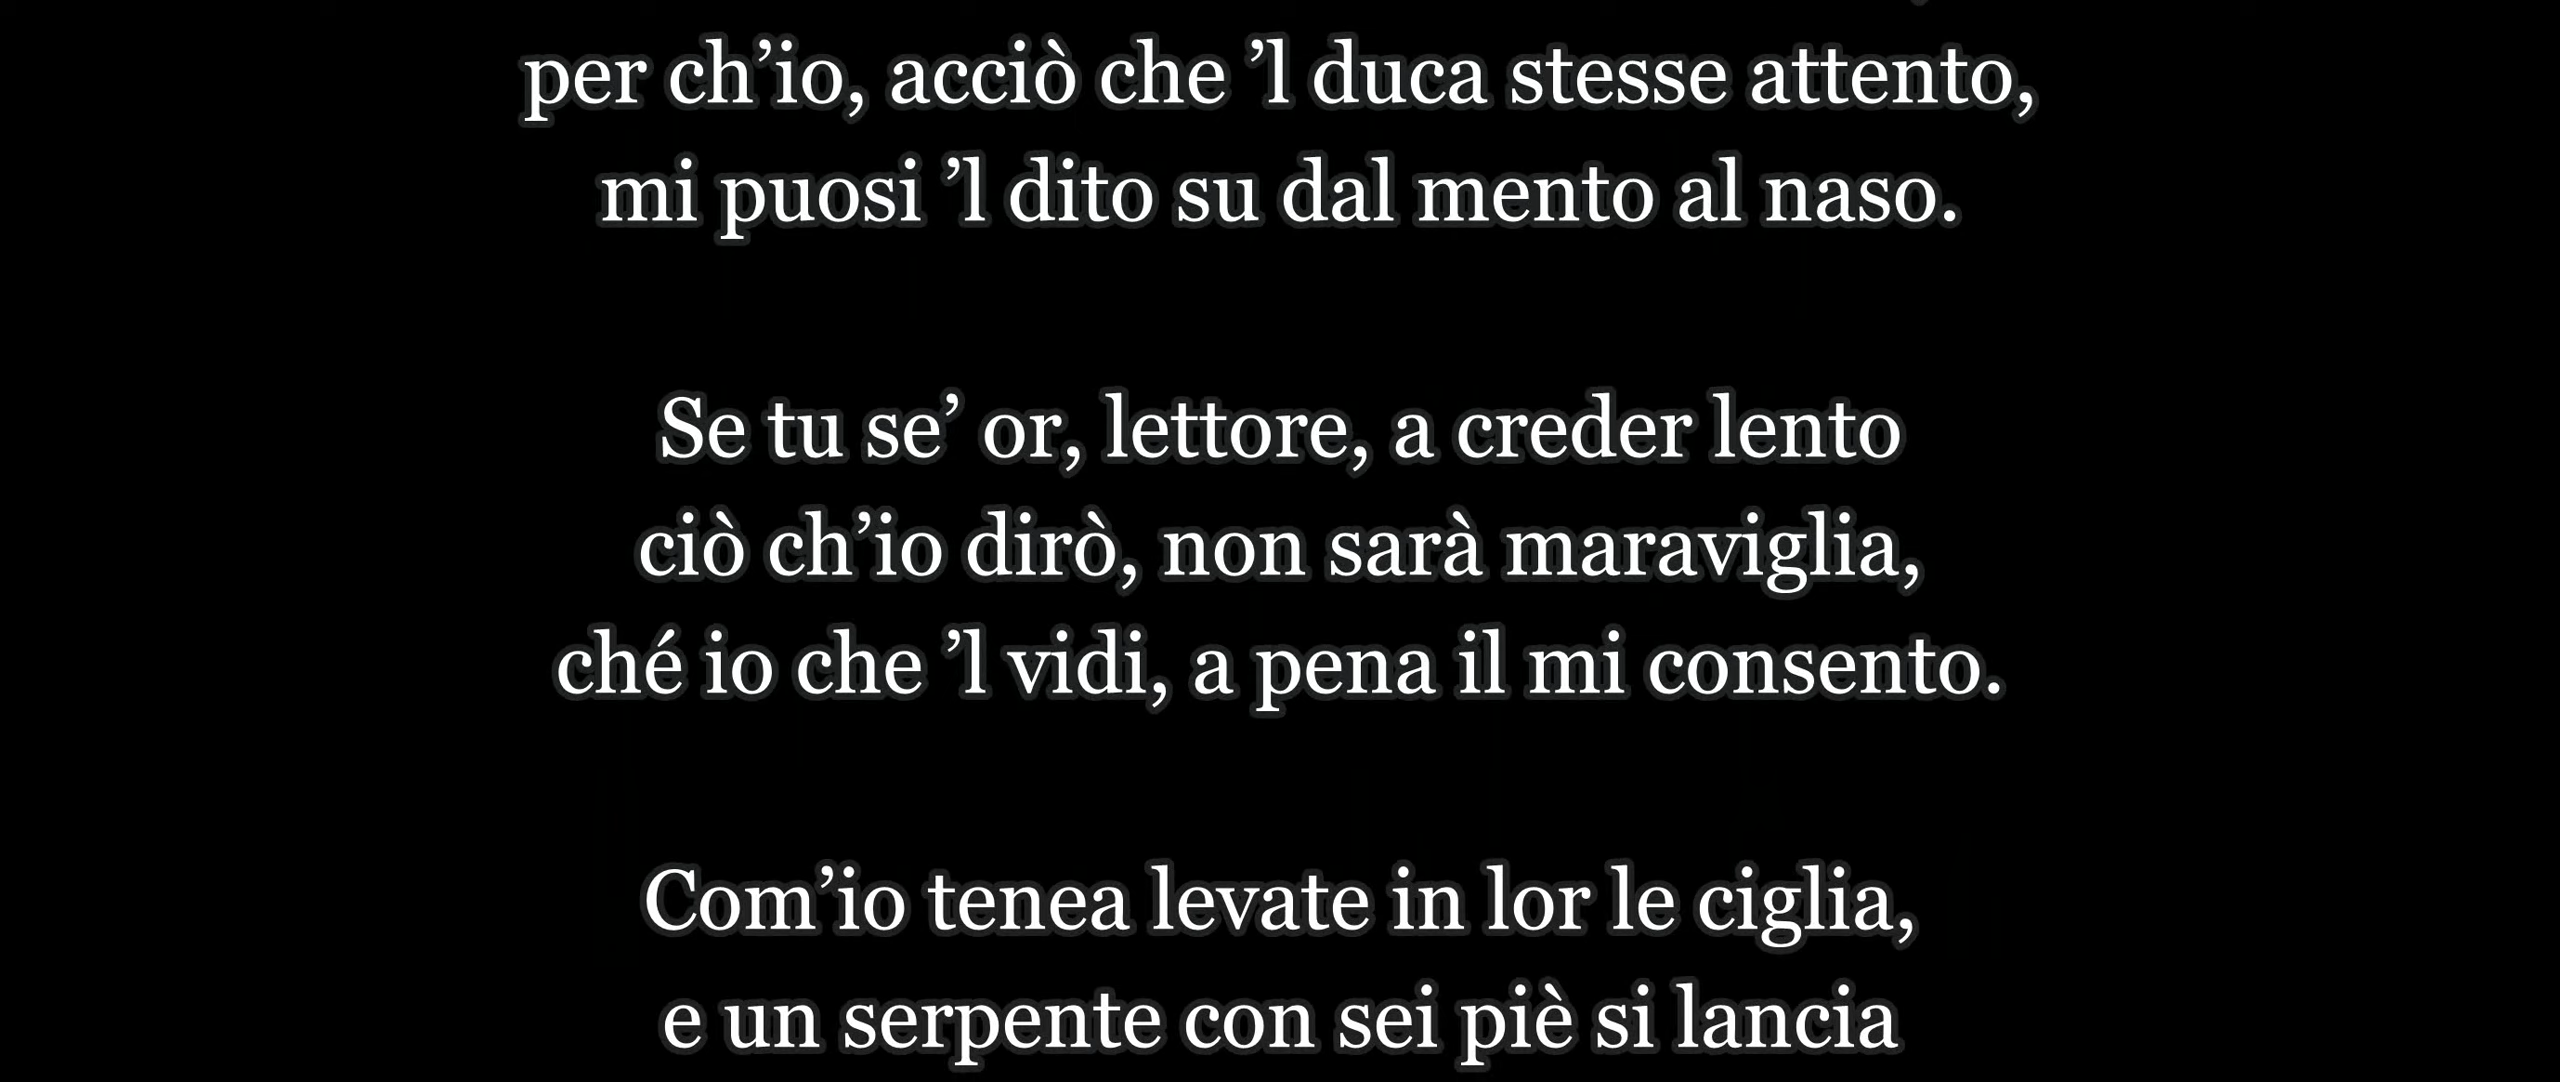 per ch’io, acciò che ’l duca stesse attento,
mi puosi ’l dito su dal mento al naso.
Se tu se’ or, lettore, a creder lento
ciò ch’io dirò, non sarà maraviglia,
ché io che ’l vidi, a pena il mi consento.
Com’io tenea levate in lor le ciglia,
e un serpente con sei piè si lancia